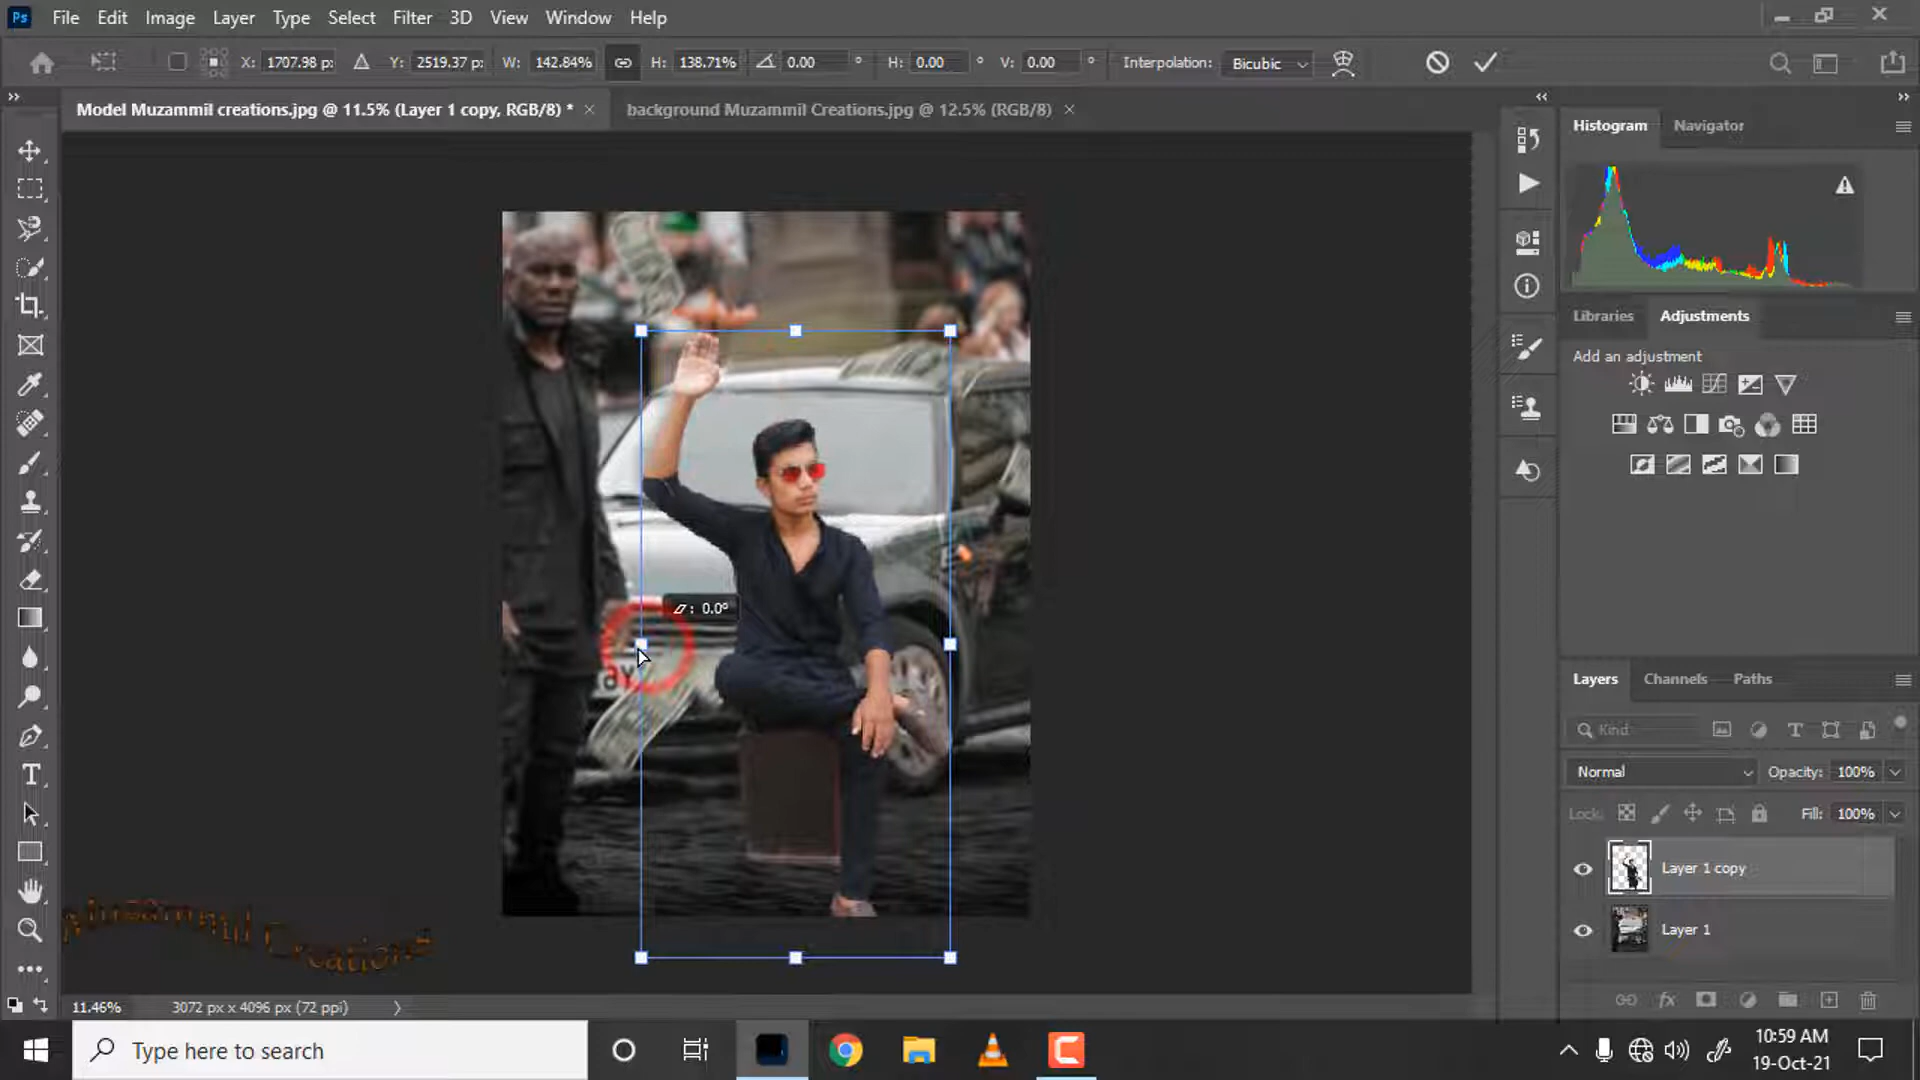 Ps File Edit Image Layer Type Select Filter 3D View Window Help
X: 1707.98 p: Y: 2519.37 p: W: 142.84% H: 138.71% 0.00 ° H: 0.00 ° V: 0.00 ° Interpolation: Bicubic
Model Muzammil creations.jpg @ 11.5% (Layer 1 copy, RGB/8) * × background Muzammil Creations.jpg @ 12.5% (RGB/8) ×
Histogram Navigator
Libraries Adjustments
Add an adjustment
: 0.0°
Layers Channels Paths
Kind
Normal Opacity: 100%
Lock: Fill: 100%
Layer 1 copy
Layer 1
Muzammil Creations
11.46% 3072 px x 4096 px (72 ppi)
Type here to search
10:59 AM
19-Oct-21